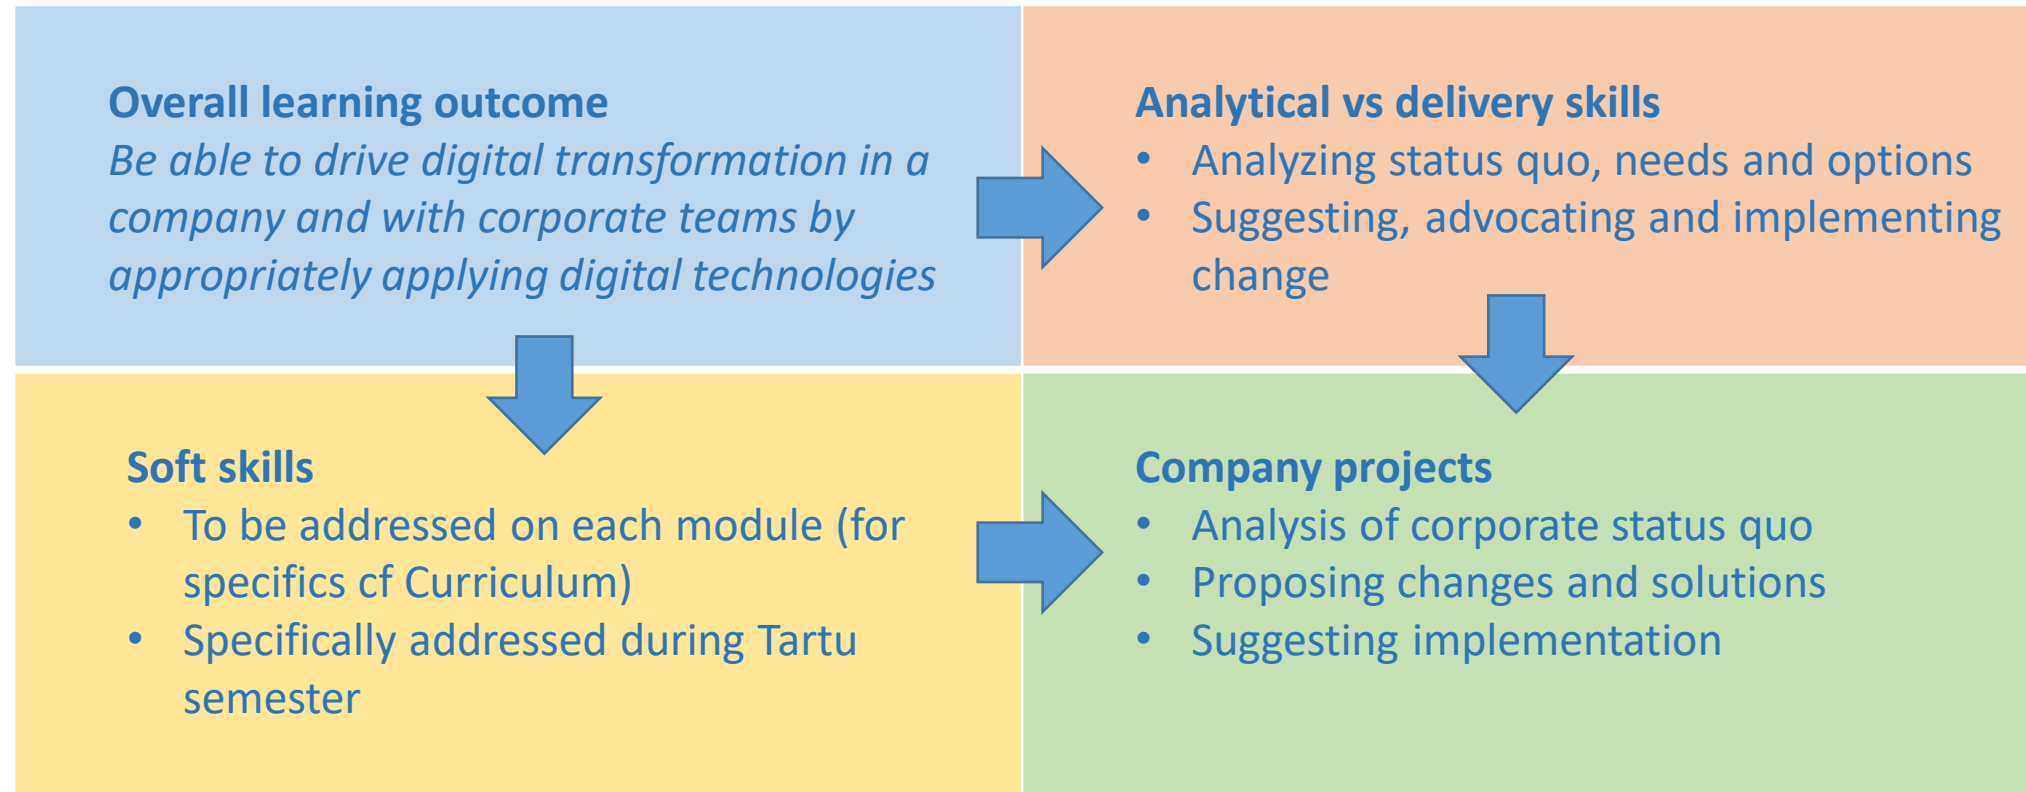 Overall learning outcome
Be able to drive digital transformation in a
company and with corporate teams by
appropriately applying digital technologies
Analytical vs delivery skills
• Analyzing status quo, needs and options
• Suggesting, advocating and implementing
change
Soft skills
• To be addressed on each module (for
specifics cf Curriculum)
• Specifically addressed during Tartu
semester
Company projects
• Analysis of corporate status quo
• Proposing changes and solutions
• Suggesting implementation